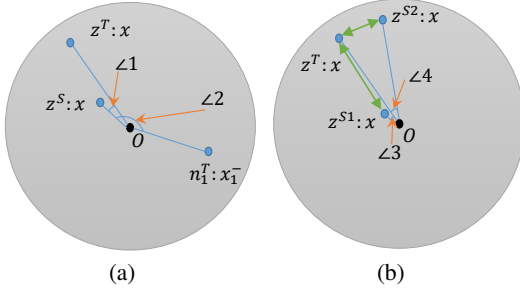 z^T: x
∠1
z^S: x
∠2
O
n_1^T: x_1^-
(a)
z^{S2}: x
z^T: x
∠4
z^{S1}: x
O
∠3
(b)